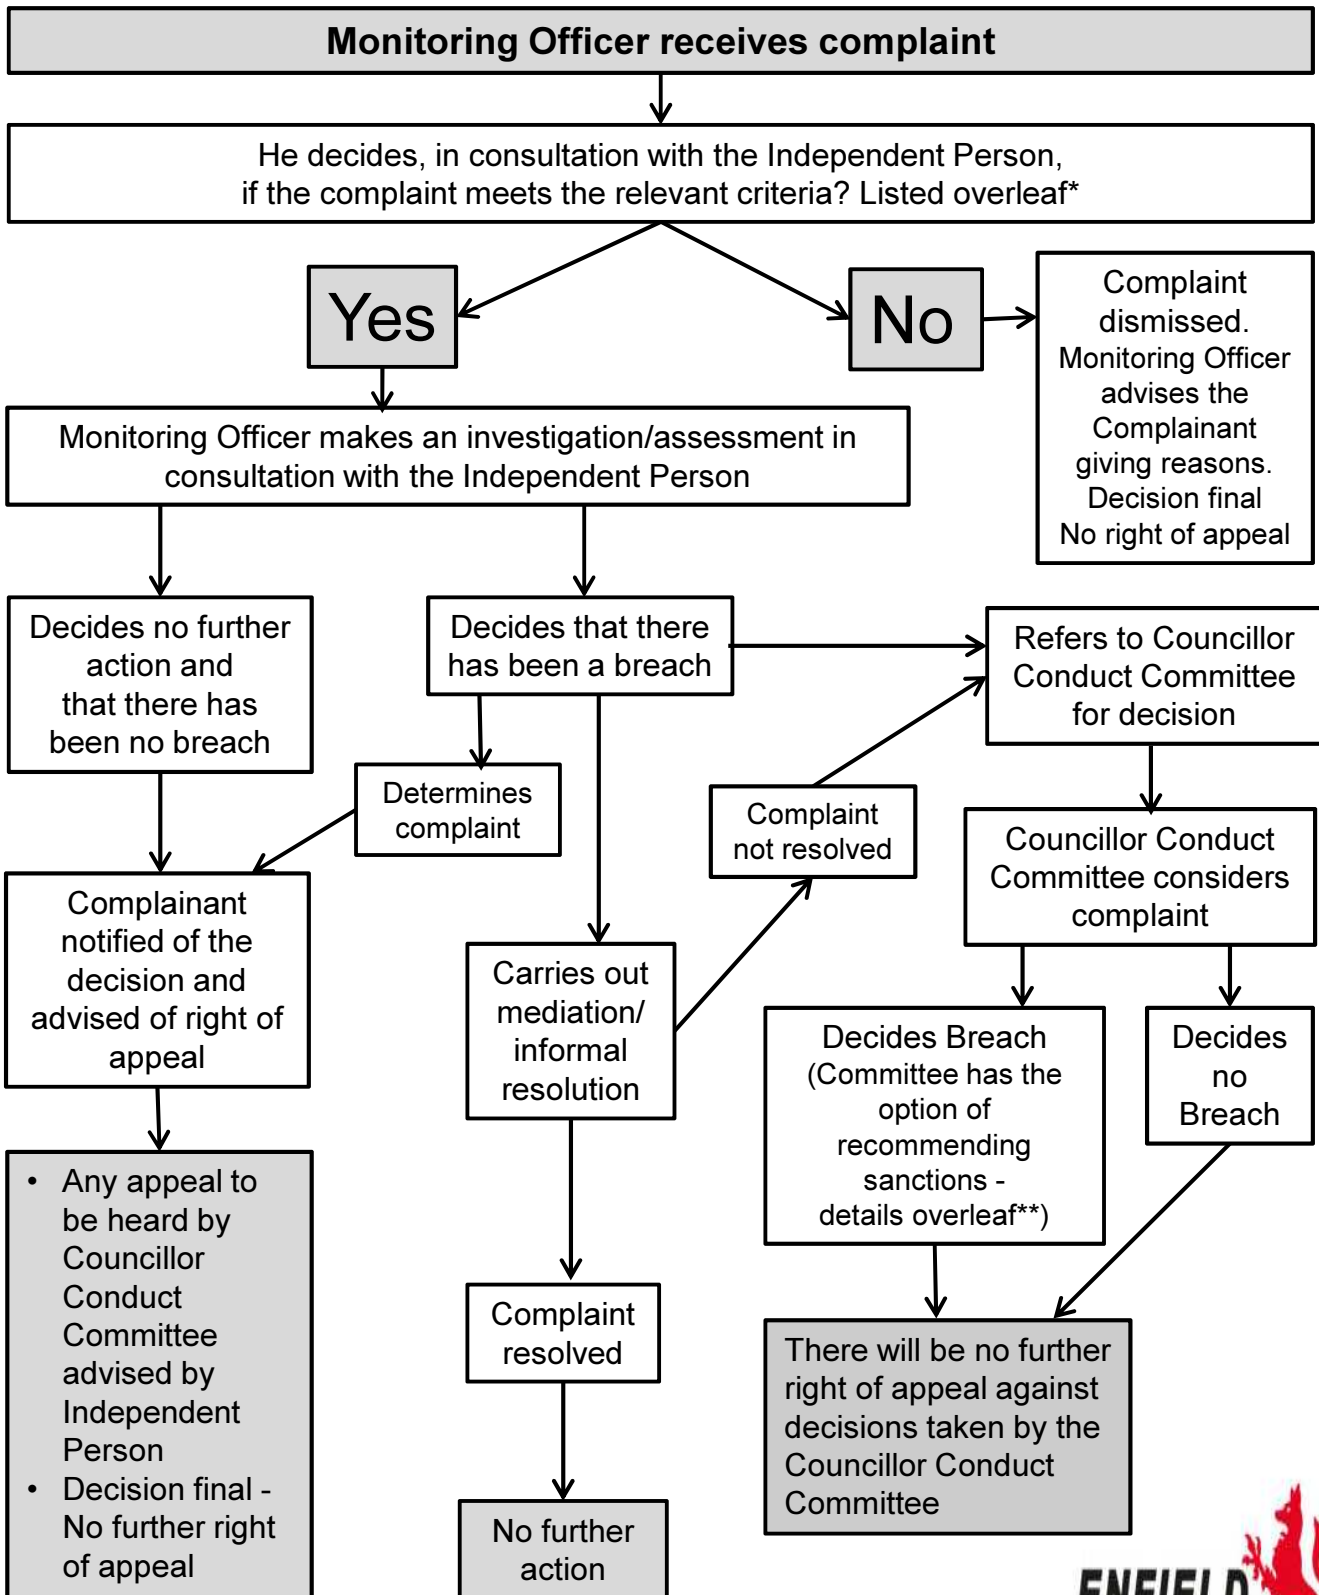 Monitoring Officer receives complaint
He decides, in consultation with the Independent Person,
if the complaint meets the relevant criteria? Listed overleaf*
Yes
No
Complaint
dismissed.
Monitoring Officer
advises the
Complainant
giving reasons.
Decision final
No right of appeal
Monitoring Officer makes an investigation/assessment in
consultation with the Independent Person
Decides no further
action and
that there has
been no breach
Decides that there
has been a breach
Refers to Councillor
Conduct Committee
for decision
Determines
complaint
Complaint
not resolved
Councillor Conduct
Committee considers
complaint
Complainant
notified of the
decision and
advised of right of
appeal
Carries out
mediation/
informal
resolution
Decides Breach
(Committee has the
option of
recommending
sanctions -
details overleaf**)
Decides
no
Breach
• Any appeal to
be heard by
Councillor
Conduct
Committee
advised by
Independent
Person
• Decision final -
No further right
of appeal
Complaint
resolved
No further
action
There will be no further
right of appeal against
decisions taken by the
Councillor Conduct
Committee
ENFIELD